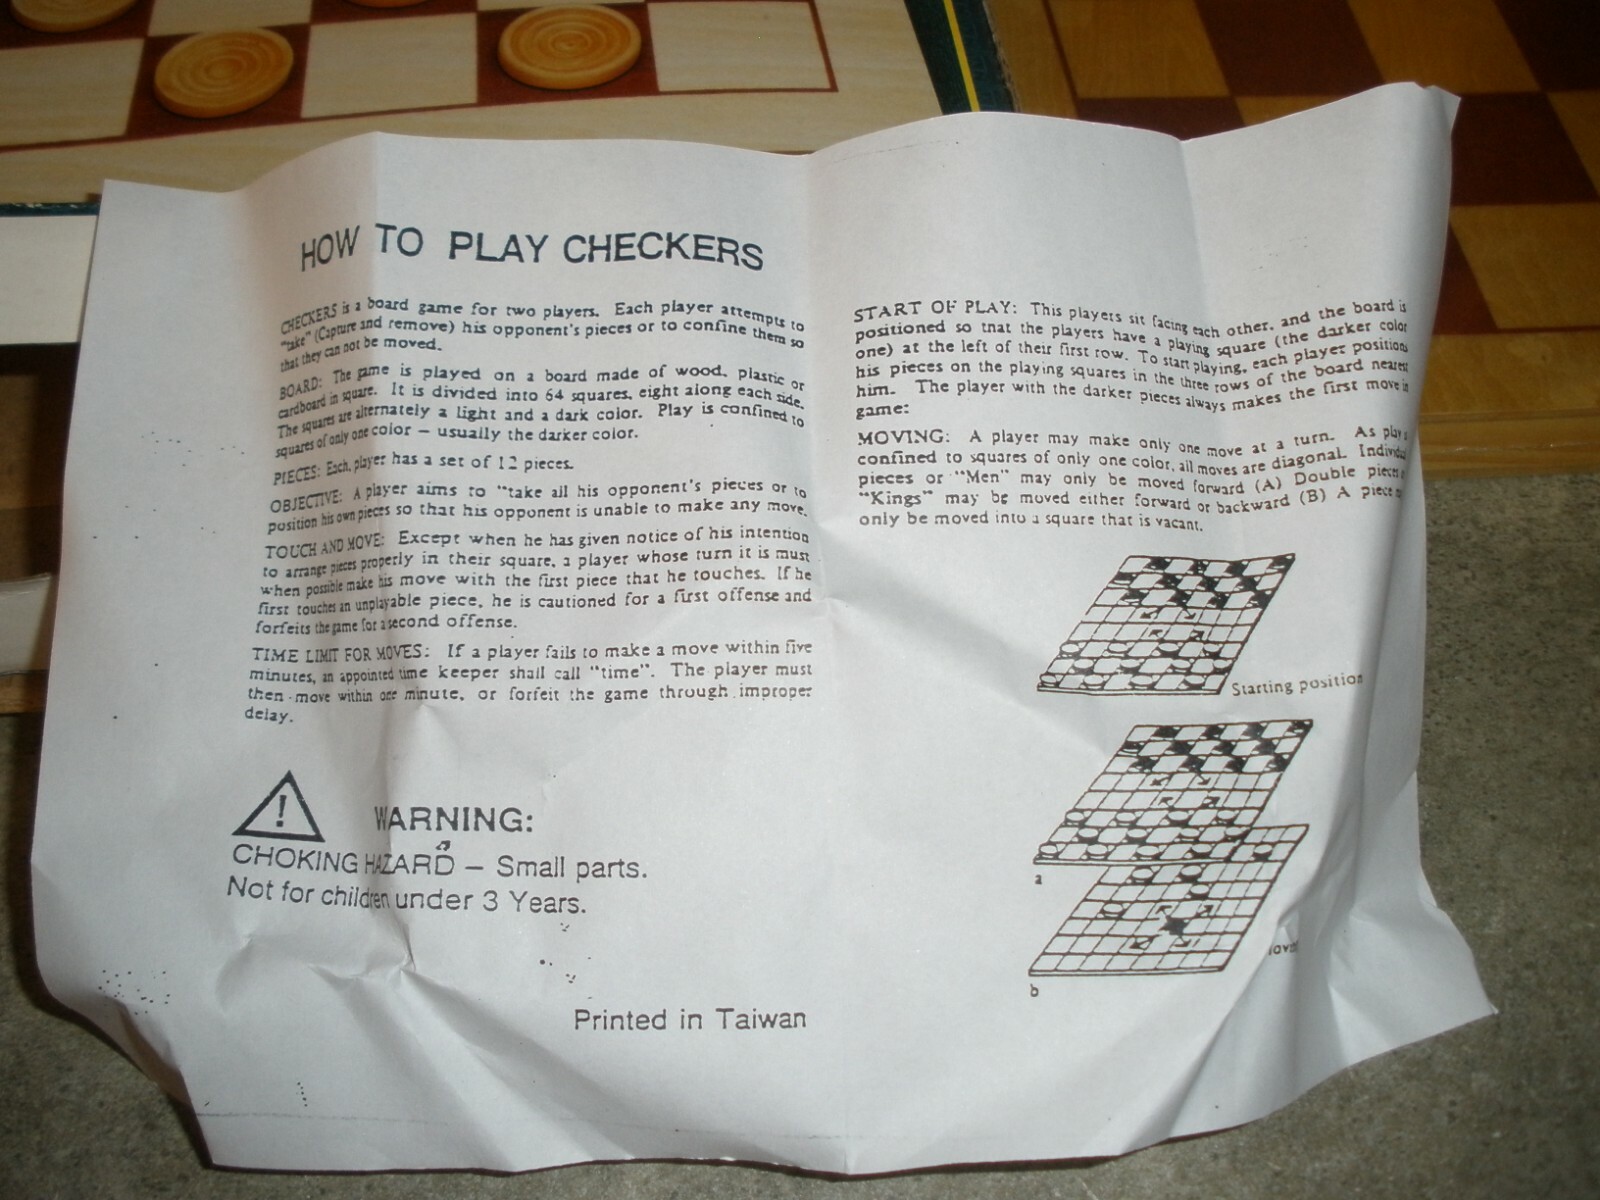 HOW TO PLAY CHECKERS
CHECKERS is a board game for two players. Each player attempts to
"take" (Capture and remove) his opponent's pieces or to confine them so
that they can not be moved.
BOARD: The game is played on a board made of wood, plastic or
cardboard in square. It is divided into 64 squares, eight along each side.
The squares are alternately a light and a dark color. Play is confined to
squares of only one color – usually the darker color.
PIECES: Each, player has a set of 12 pieces.
OBJECTIVE: A player aims to "take all his opponent's pieces or to
position his own pieces so that his opponent is unable to make any move.
TOUCH AND MOVE: Except when he has given notice of his intention
to arrange pieces properly in their square, a player whose turn it is must
when possible make his move with the first piece that he touches. If he
first touches an unplayable piece, he is cautioned for a first offense and
forfeits the game for a second offense.
TIME LIMIT FOR MOVES: If a player fails to make a move within five
minutes, an appointed time keeper shall call "time". The player must
then move within one minute, or forfeit the game through improper
delay.
WARNING:
CHOKING HAZARD – Small parts.
Not for children under 3 Years.
Printed in Taiwan
START OF PLAY: This players sit facing each other, and the board is
positioned so that the players have a playing square (the darker color
one) at the left of their first row. To start playing, each player positions
his pieces on the playing squares in the three rows of the board nearest
him. The player with the darker pieces always makes the first move in
game:
MOVING: A player may make only one move at a turn. As play
confined to squares of only one color, all moves are diagonal. Individ
pieces or "Men" may only be moved forward (A) Double pieces
"Kings" may be moved either forward or backward (B) A piece
only be moved into a square that is vacant.
Starting position
a
b